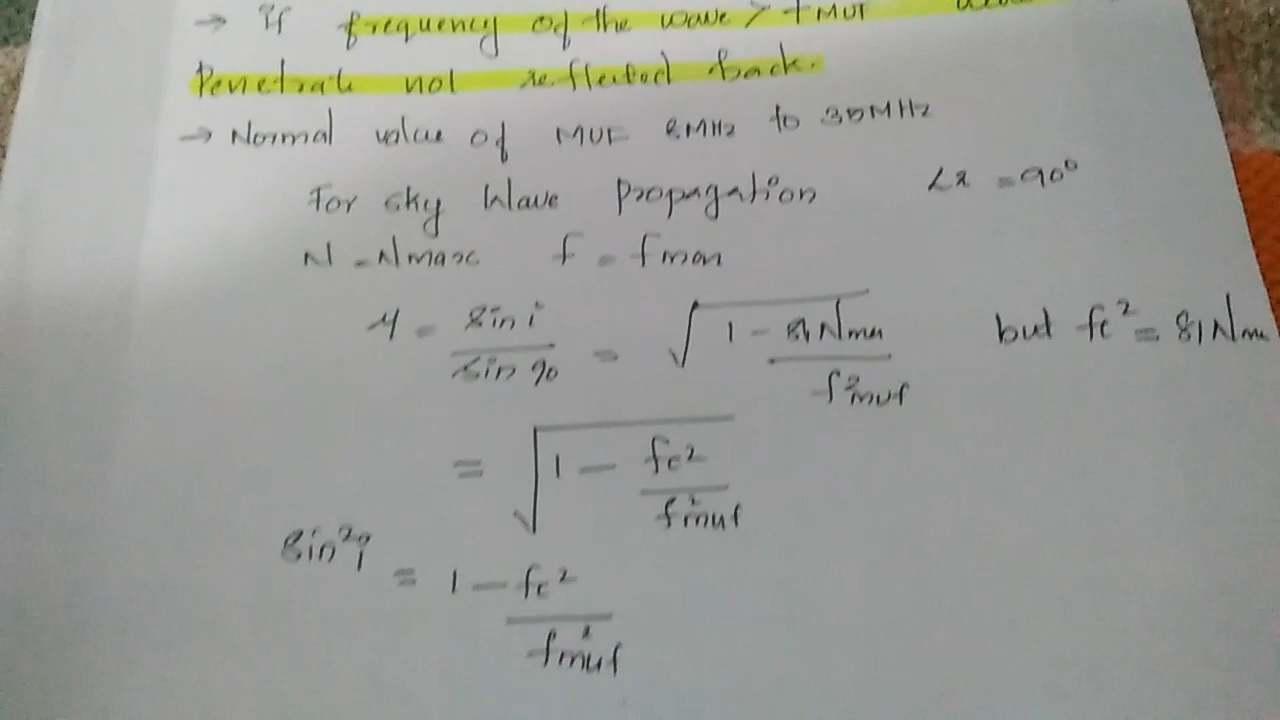 → If frequency of the wave > fMUF
Penetrate not reflected back.
→ Normal value of MUF 8MHz to 30MHz
For sky Wave Propagation ∠r = 90°
N = Nmax f = fmax
μ = sin i / sin 90 = √(1 - 81Nmax / f²muf) but fc² = 81Nm
= √(1 - fc² / f²muf)
sin²i = 1 - fc² / f²muf